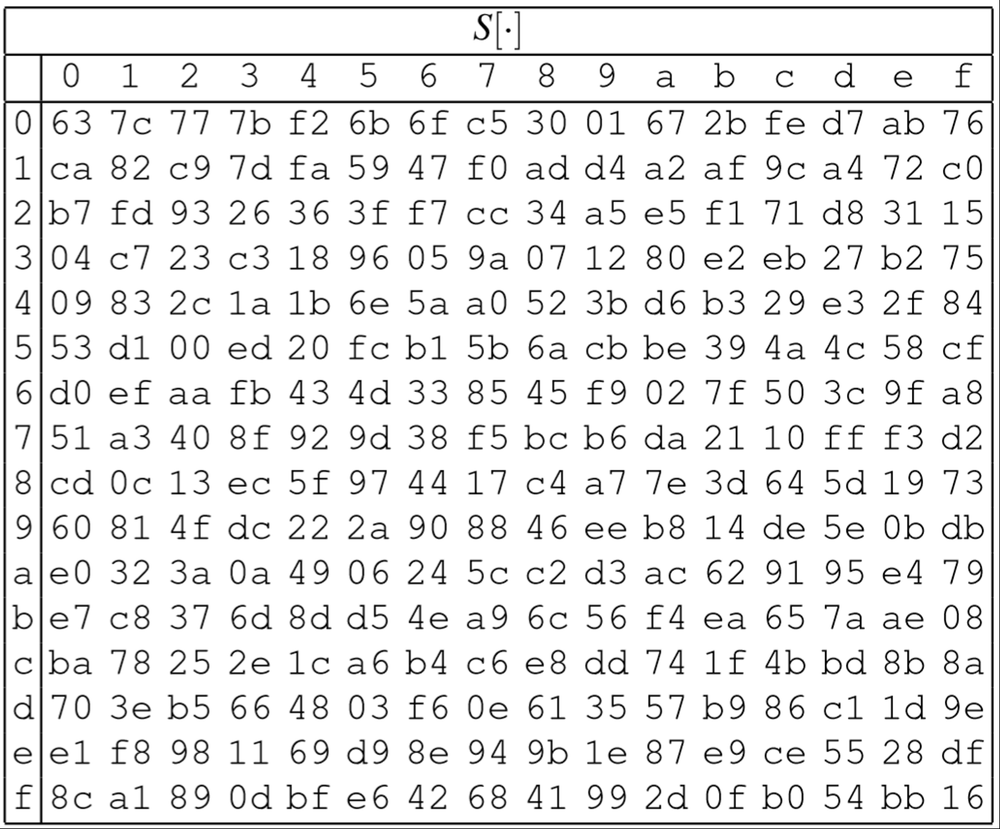 S[·]
0 1 2 3 4 5 6 7 8 9 a b c d e f
0 63 7c 77 7b f2 6b 6f c5 30 01 67 2b fe d7 ab 76
1 ca 82 c9 7d fa 59 47 f0 ad d4 a2 af 9c a4 72 c0
2 b7 fd 93 26 36 3f f7 cc 34 a5 e5 f1 71 d8 31 15
3 04 c7 23 c3 18 96 05 9a 07 12 80 e2 eb 27 b2 75
4 09 83 2c 1a 1b 6e 5a a0 52 3b d6 b3 29 e3 2f 84
5 53 d1 00 ed 20 fc b1 5b 6a cb be 39 4a 4c 58 cf
6 d0 ef aa fb 43 4d 33 85 45 f9 02 7f 50 3c 9f a8
7 51 a3 40 8f 92 9d 38 f5 bc b6 da 21 10 ff f3 d2
8 cd 0c 13 ec 5f 97 44 17 c4 a7 7e 3d 64 5d 19 73
9 60 81 4f dc 22 2a 90 88 46 ee b8 14 de 5e 0b db
a e0 32 3a 0a 49 06 24 5c c2 d3 ac 62 91 95 e4 79
b e7 c8 37 6d 8d d5 4e a9 6c 56 f4 ea 65 7a ae 08
c ba 78 25 2e 1c a6 b4 c6 e8 dd 74 1f 4b bd 8b 8a
d 70 3e b5 66 48 03 f6 0e 61 35 57 b9 86 c1 1d 9e
e e1 f8 98 11 69 d9 8e 94 9b 1e 87 e9 ce 55 28 df
f 8c a1 89 0d bf e6 42 68 41 99 2d 0f b0 54 bb 16